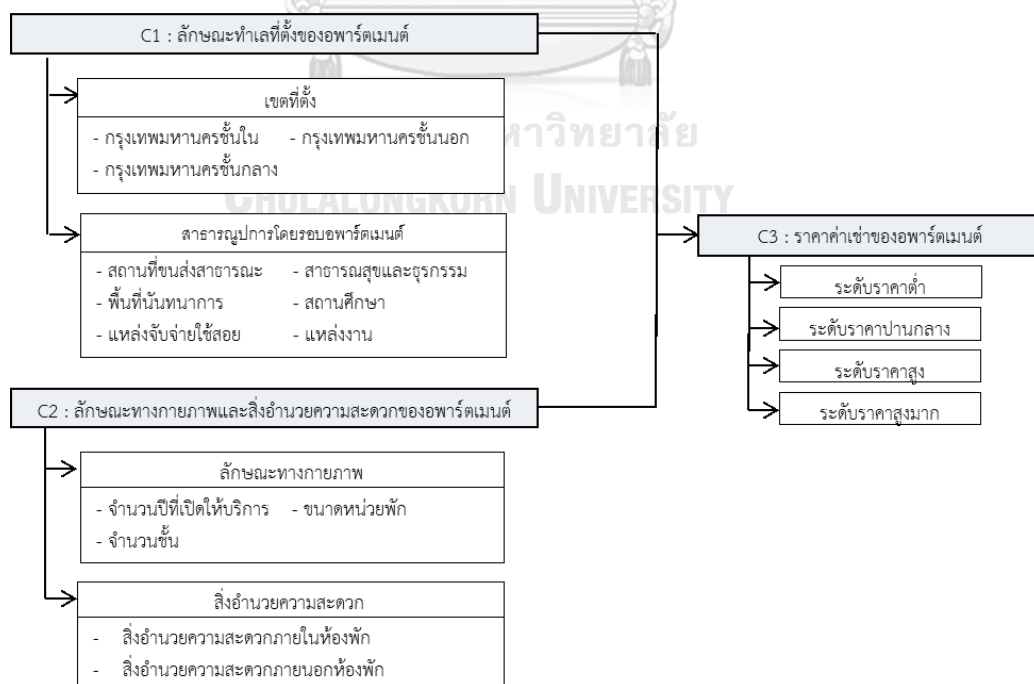 C1 : ลักษณะทำเลที่ตั้งของอพาร์ตเมนต์
เขตที่ตั้ง
- กรุงเทพมหานครชั้นใน - กรุงเทพมหานครชั้นนอก
- กรุงเทพมหานครชั้นกลาง
สาธารณูปการโดยรอบอพาร์ตเมนต์
- สถานที่ขนส่งสาธารณะ - สาธารณสุขและธุรกรรม
- พื้นที่นันทนาการ - สถานศึกษา
- แหล่งจับจ่ายใช้สอย - แหล่งงาน
C2 : ลักษณะทางกายภาพและสิ่งอำนวยความสะดวกของอพาร์ตเมนต์
ลักษณะทางกายภาพ
- จำนวนปีที่เปิดให้บริการ - ขนาดหน่วยพัก
- จำนวนชั้น
สิ่งอำนวยความสะดวก
- สิ่งอำนวยความสะดวกภายในห้องพัก
- สิ่งอำนวยความสะดวกภายนอกห้องพัก
C3 : ราคาค่าเช่าของอพาร์ตเมนต์
ระดับราคาต่ำ
ระดับราคาปานกลาง
ระดับราคาสูง
ระดับราคาสูงมาก
หาวิทยาลัย
CHULALONGKORN UNIVERSITY